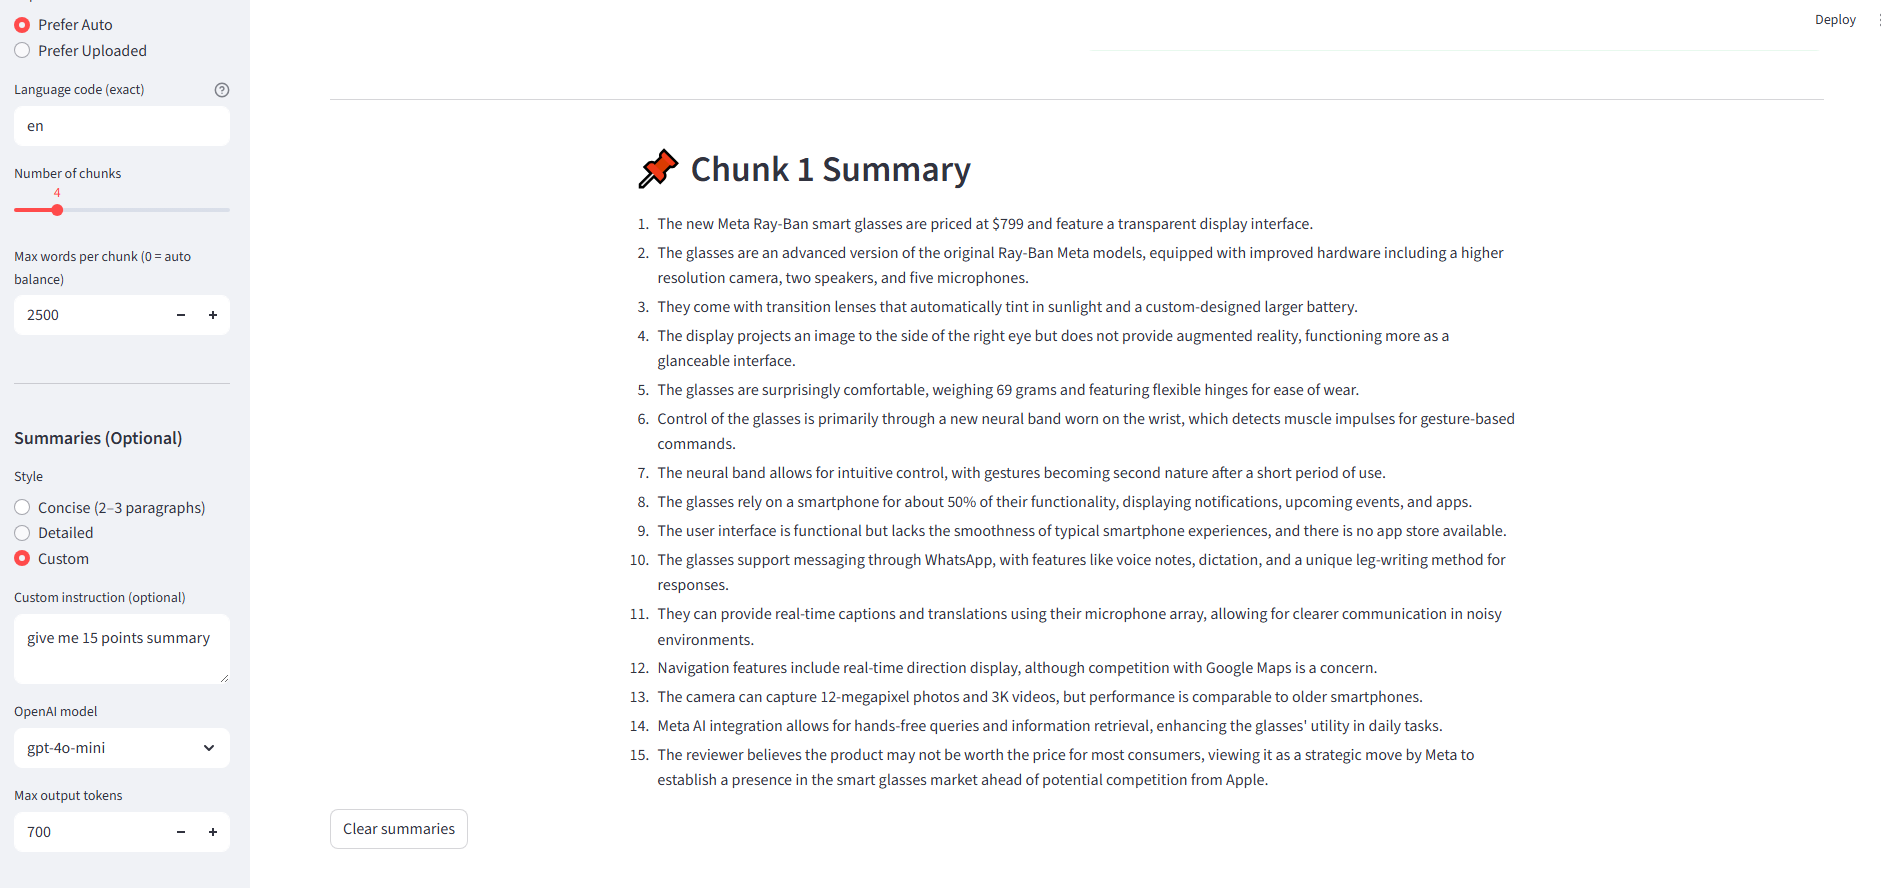 Prefer Auto
Prefer Uploaded
Language code (exact)
en
Number of chunks
4
Max words per chunk (0 = auto
balance)
2500
Summaries (Optional)
Style
Concise (2–3 paragraphs)
Detailed
Custom
Custom instruction (optional)
give me 15 points summary
OpenAI model
gpt-4o-mini
Max output tokens
700
Deploy
Chunk 1 Summary
1. The new Meta Ray-Ban smart glasses are priced at $799 and feature a transparent display interface.
2. The glasses are an advanced version of the original Ray-Ban Meta models, equipped with improved hardware including a higher
resolution camera, two speakers, and five microphones.
3. They come with transition lenses that automatically tint in sunlight and a custom-designed larger battery.
4. The display projects an image to the side of the right eye but does not provide augmented reality, functioning more as a
glanceable interface.
5. The glasses are surprisingly comfortable, weighing 69 grams and featuring flexible hinges for ease of wear.
6. Control of the glasses is primarily through a new neural band worn on the wrist, which detects muscle impulses for gesture-based
commands.
7. The neural band allows for intuitive control, with gestures becoming second nature after a short period of use.
8. The glasses rely on a smartphone for about 50% of their functionality, displaying notifications, upcoming events, and apps.
9. The user interface is functional but lacks the smoothness of typical smartphone experiences, and there is no app store available.
10. The glasses support messaging through WhatsApp, with features like voice notes, dictation, and a unique leg-writing method for
responses.
11. They can provide real-time captions and translations using their microphone array, allowing for clearer communication in noisy
environments.
12. Navigation features include real-time direction display, although competition with Google Maps is a concern.
13. The camera can capture 12-megapixel photos and 3K videos, but performance is comparable to older smartphones.
14. Meta AI integration allows for hands-free queries and information retrieval, enhancing the glasses' utility in daily tasks.
15. The reviewer believes the product may not be worth the price for most consumers, viewing it as a strategic move by Meta to
establish a presence in the smart glasses market ahead of potential competition from Apple.
Clear summaries